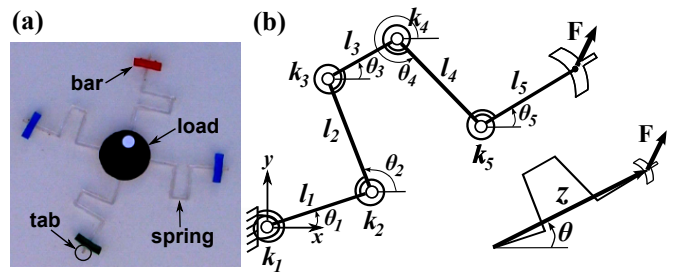 (a)
bar
load
tab
spring
(b)
k4
l3
F
k3
θ3
θ4
l4
l5
l2
θ5
k5
y
θ2
F
l1
z
θ1
k2
x
θ
k1